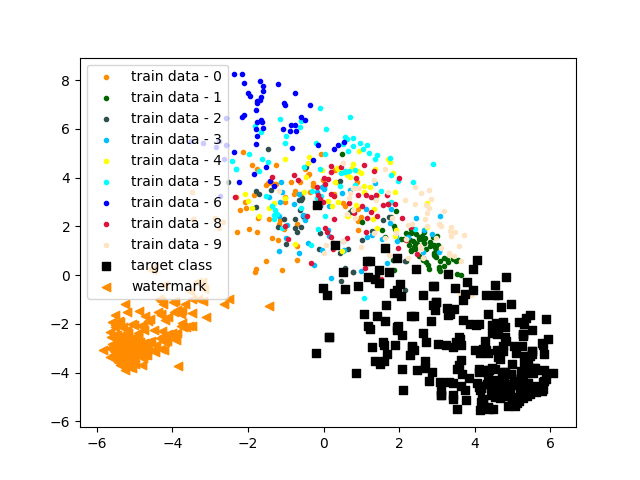 8
6
4
2
0
−2
−4
−6
−6 −4 −2 0 2 4 6
train data - 0
train data - 1
train data - 2
train data - 3
train data - 4
train data - 5
train data - 6
train data - 8
train data - 9
target class
watermark